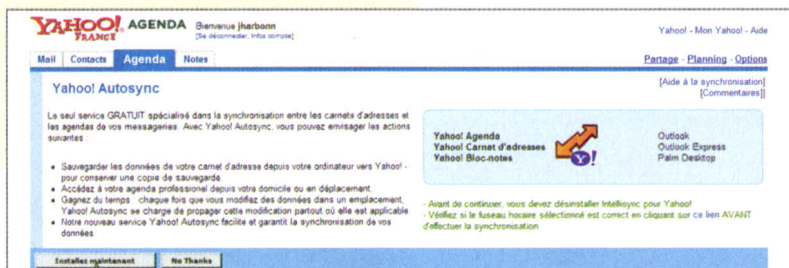 YAHOO! FRANCE AGENDA Bienvenue jharbonn
[Se déconnecter, Infos compte]
Yahoo! - Mon Yahoo! - Aide
Mail Contacts Agenda Notes
Partage - Planning - Options
Yahoo! Autosync
[Aide à la synchronisation]
[Commentaires]]
Le seul service GRATUIT spécialisé dans la synchronisation entre les carnets d'adresses et
les agendas de vos messageries. Avec Yahoo! Autosync, vous pouvez envisager les actions
suivantes :
• Sauvegarder les données de votre carnet d'adresse depuis votre ordinateur vers Yahoo! -
pour conserver une copie de sauvegarde.
• Accédez à votre agenda professionnel depuis votre domicile ou en déplacement.
• Gagnez du temps : chaque fois que vous modifiez des données dans un emplacement,
Yahoo! Autosync se charge de propager cette modification partout où elle est applicable.
• Notre nouveau service Yahoo! Autosync facilite et garantit la synchronisation de vos
données.
Yahoo! Agenda
Yahoo! Carnet d'adresses
Yahoo! Bloc-notes
Y!
Outlook
Outlook Express
Palm Desktop
- Avant de continuer, vous devez désinstaller Intellisync pour Yahoo!
- Vérifiez si le fuseau horaire sélectionné est correct en cliquant sur ce lien AVANT
d'effectuer la synchronisation
Installez maintenant No Thanks